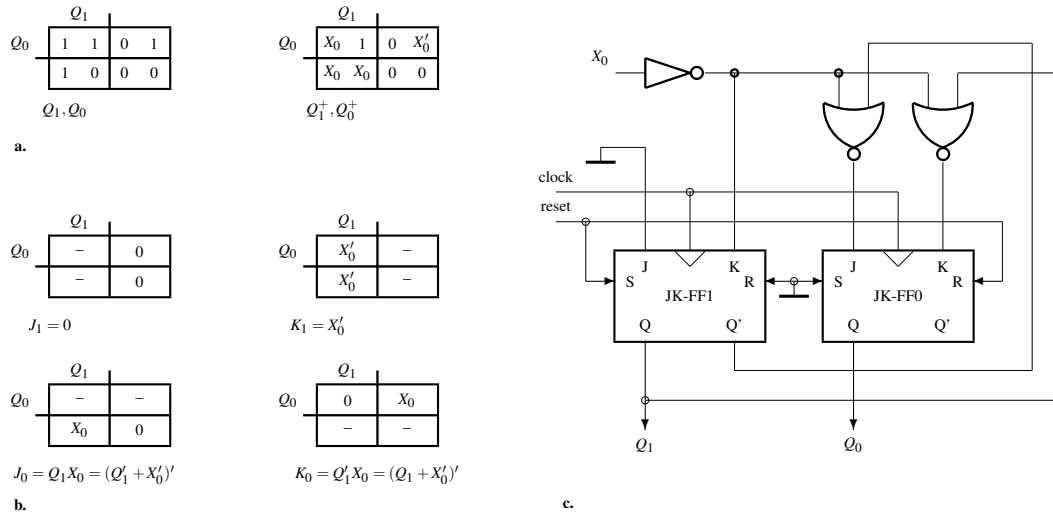 Q₁
Q₀ 1 1 0 1
1 0 0 0
Q₁, Q₀
Q₁
Q₀ X₀ 1 0 X₀′
X₀ X₀ 0 0
Q₁⁺, Q₀⁺
a.
Q₁
Q₀ – 0
– 0
J₁ = 0
Q₁
Q₀ X₀′ –
X₀′ –
K₁ = X₀′
Q₁
Q₀ – –
X₀ 0
J₀ = Q₁X₀ = (Q₁′ + X₀′)′
Q₁
Q₀ 0 X₀
– –
K₀ = Q₁′X₀ = (Q₁ + X₀′)′
b.
X₀
clock
reset
J K
S R
JK-FF1
Q Q'
J K
S R
JK-FF0
Q Q'
Q₁ Q₀
c.